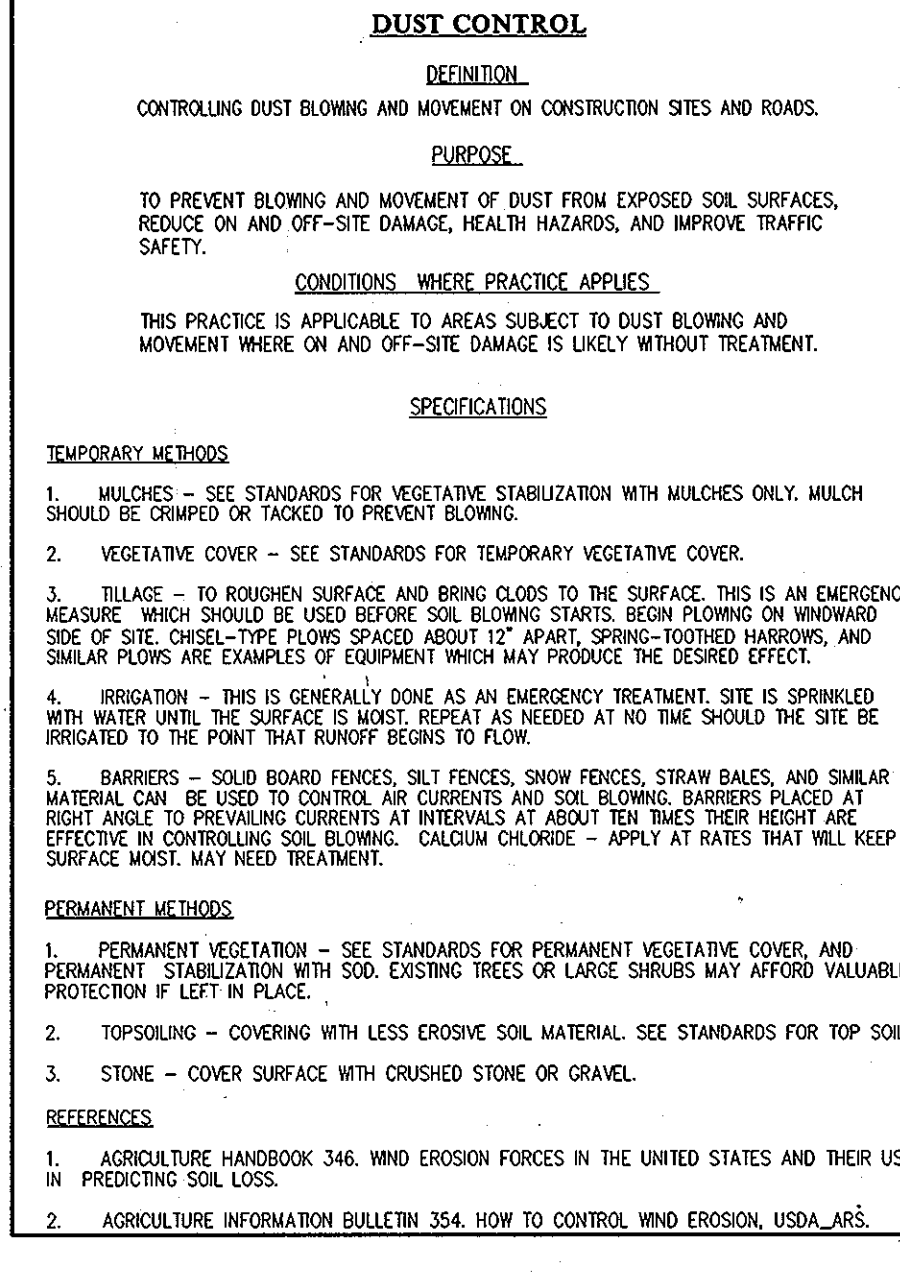 DUST CONTROL
DEFINITION
CONTROLLING DUST BLOWING AND MOVEMENT ON CONSTRUCTION SITES AND ROADS.
PURPOSE
TO PREVENT BLOWING AND MOVEMENT OF DUST FROM EXPOSED SOIL SURFACES,
REDUCE ON AND OFF-SITE DAMAGE, HEALTH HAZARDS, AND IMPROVE TRAFFIC
SAFETY.
CONDITIONS WHERE PRACTICE APPLIES
THIS PRACTICE IS APPLICABLE TO AREAS SUBJECT TO DUST BLOWING AND
MOVEMENT WHERE ON AND OFF-SITE DAMAGE IS LIKELY WITHOUT TREATMENT.
SPECIFICATIONS
TEMPORARY METHODS
1. MULCHES - SEE STANDARDS FOR VEGETATIVE STABILIZATION WITH MULCHES ONLY. MULCH
SHOULD BE CRIMPED OR TACKED TO PREVENT BLOWING.
2. VEGETATIVE COVER - SEE STANDARDS FOR TEMPORARY VEGETATIVE COVER.
3. TILLAGE - TO ROUGHEN SURFACE AND BRING CLODS TO THE SURFACE. THIS IS AN EMERGENC
MEASURE WHICH SHOULD BE USED BEFORE SOIL BLOWING STARTS. BEGIN PLOWING ON WINDWARD
SIDE OF SITE. CHISEL-TYPE PLOWS SPACED ABOUT 12" APART, SPRING-TOOTHED HARROWS, AND
SIMILAR PLOWS ARE EXAMPLES OF EQUIPMENT WHICH MAY PRODUCE THE DESIRED EFFECT.
4. IRRIGATION - THIS IS GENERALLY DONE AS AN EMERGENCY TREATMENT. SITE IS SPRINKLED
WITH WATER UNTIL THE SURFACE IS MOIST. REPEAT AS NEEDED AT NO TIME SHOULD THE SITE BE
IRRIGATED TO THE POINT THAT RUNOFF BEGINS TO FLOW.
5. BARRIERS - SOLID BOARD FENCES, SILT FENCES, SNOW FENCES, STRAW BALES, AND SIMILAR
MATERIAL CAN BE USED TO CONTROL AIR CURRENTS AND SOIL BLOWING. BARRIERS PLACED AT
RIGHT ANGLE TO PREVAILING CURRENTS AT INTERVALS AT ABOUT TEN TIMES THEIR HEIGHT ARE
EFFECTIVE IN CONTROLLING SOIL BLOWING. CALCIUM CHLORIDE - APPLY AT RATES THAT WILL KEEP
SURFACE MOIST. MAY NEED TREATMENT.
PERMANENT METHODS
1. PERMANENT VEGETATION - SEE STANDARDS FOR PERMANENT VEGETATIVE COVER, AND
PERMANENT STABILIZATION WITH SOD. EXISTING TREES OR LARGE SHRUBS MAY AFFORD VALUABL
PROTECTION IF LEFT IN PLACE.
2. TOPSOILING - COVERING WITH LESS EROSIVE SOIL MATERIAL. SEE STANDARDS FOR TOP SOIL
3. STONE - COVER SURFACE WITH CRUSHED STONE OR GRAVEL.
REFERENCES
1. AGRICULTURE HANDBOOK 346. WIND EROSION FORCES IN THE UNITED STATES AND THEIR US
IN PREDICTING SOIL LOSS.
2. AGRICULTURE INFORMATION BULLETIN 354. HOW TO CONTROL WIND EROSION, USDA_ARS.